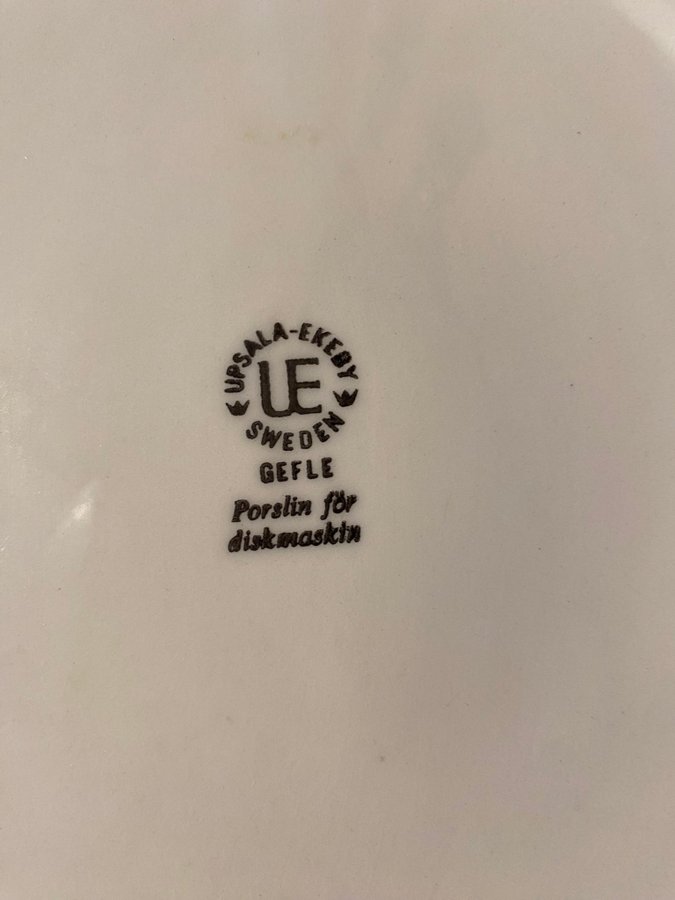 UPSALA-EKEBY
UE
SWEDEN
GEFLE
Porslin för
diskmaskin